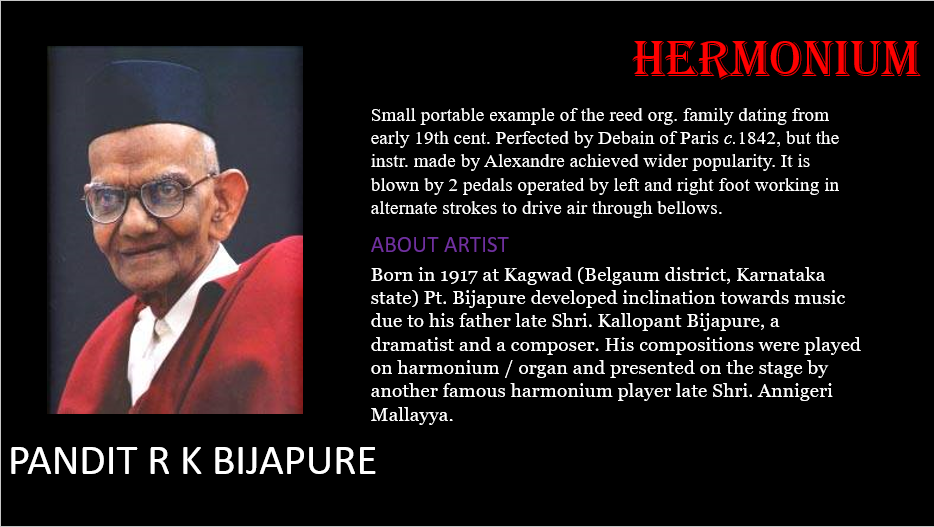 HERMONIUM
Small portable example of the reed org. family dating from
early 19th cent. Perfected by Debain of Paris c.1842, but the
instr. made by Alexandre achieved wider popularity. It is
blown by 2 pedals operated by left and right foot working in
alternate strokes to drive air through bellows.
ABOUT ARTIST
Born in 1917 at Kagwad (Belgaum district, Karnataka
state) Pt. Bijapure developed inclination towards music
due to his father late Shri. Kallopant Bijapure, a
dramatist and a composer. His compositions were played
on harmonium / organ and presented on the stage by
another famous harmonium player late Shri. Annigeri
Mallayya.
PANDIT R K BIJAPURE